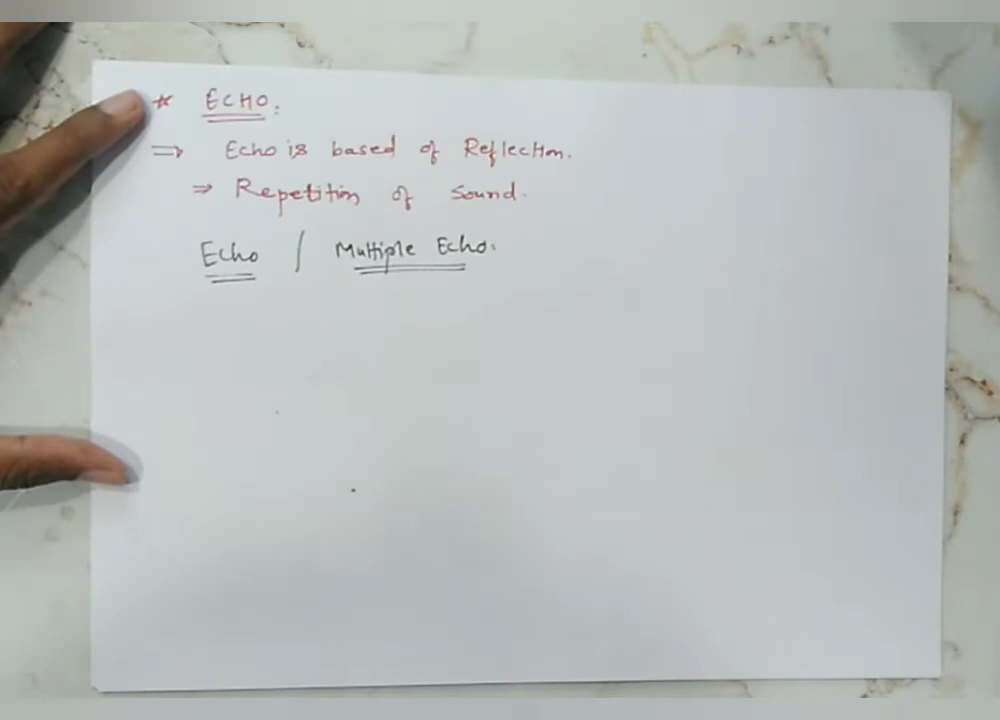 * ECHO.
⇒ Echo is based of Reflection.
⇒ Repetition of Sound.
Echo / Multiple Echo.